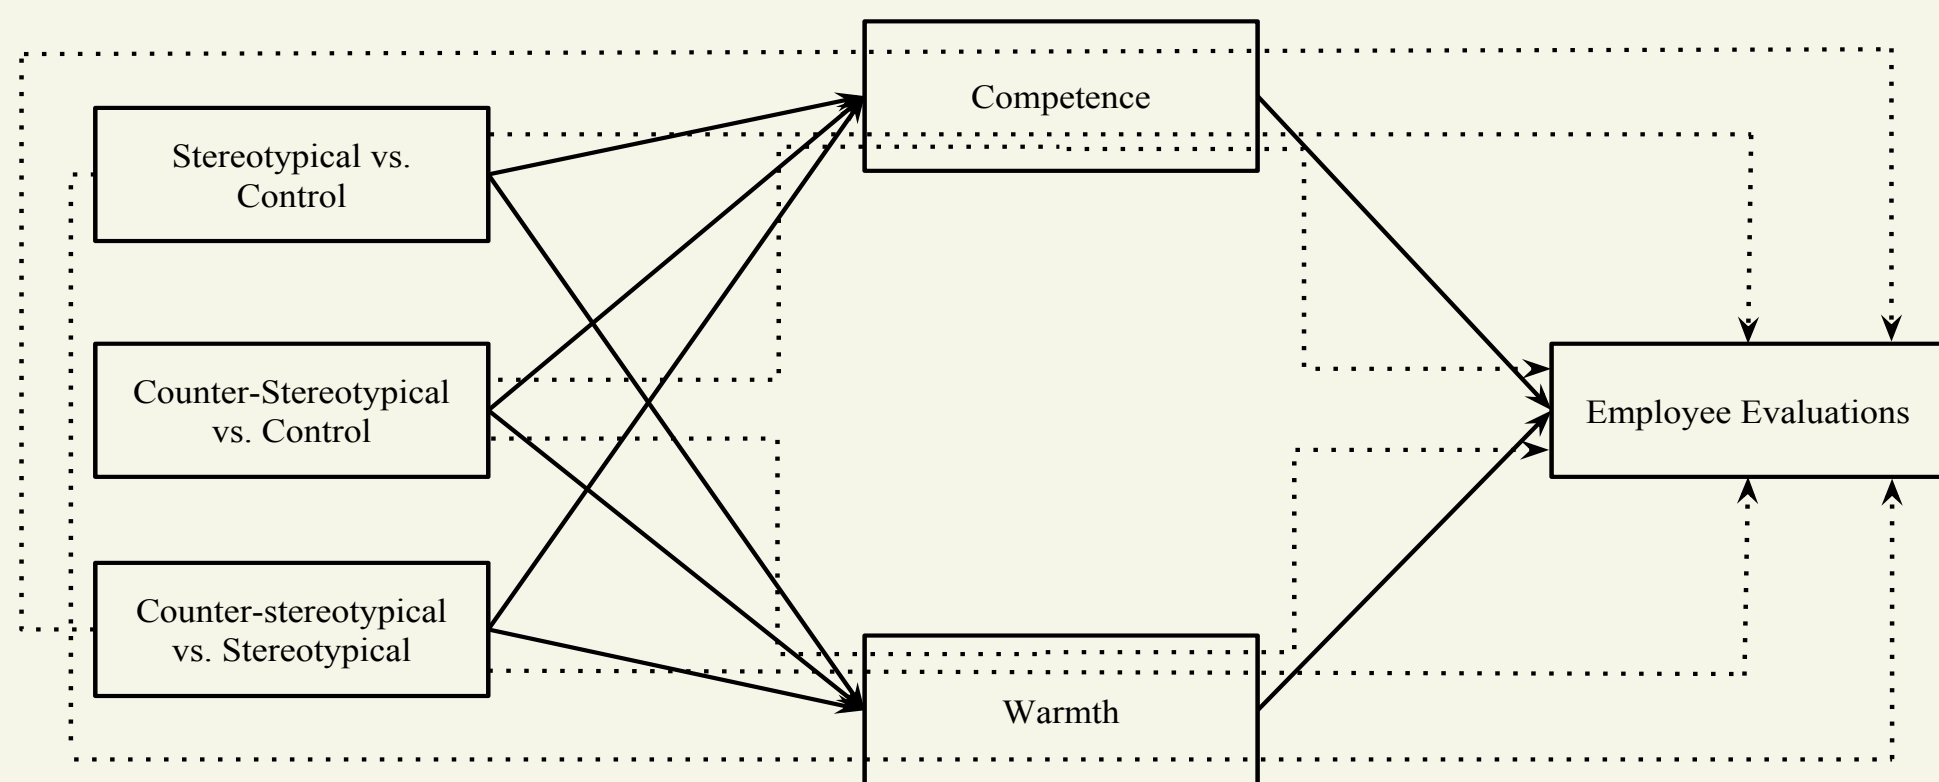 Competence
Stereotypical vs.
Control
Counter-Stereotypical
vs. Control
Employee Evaluations
Counter-stereotypical
vs. Stereotypical
Warmth